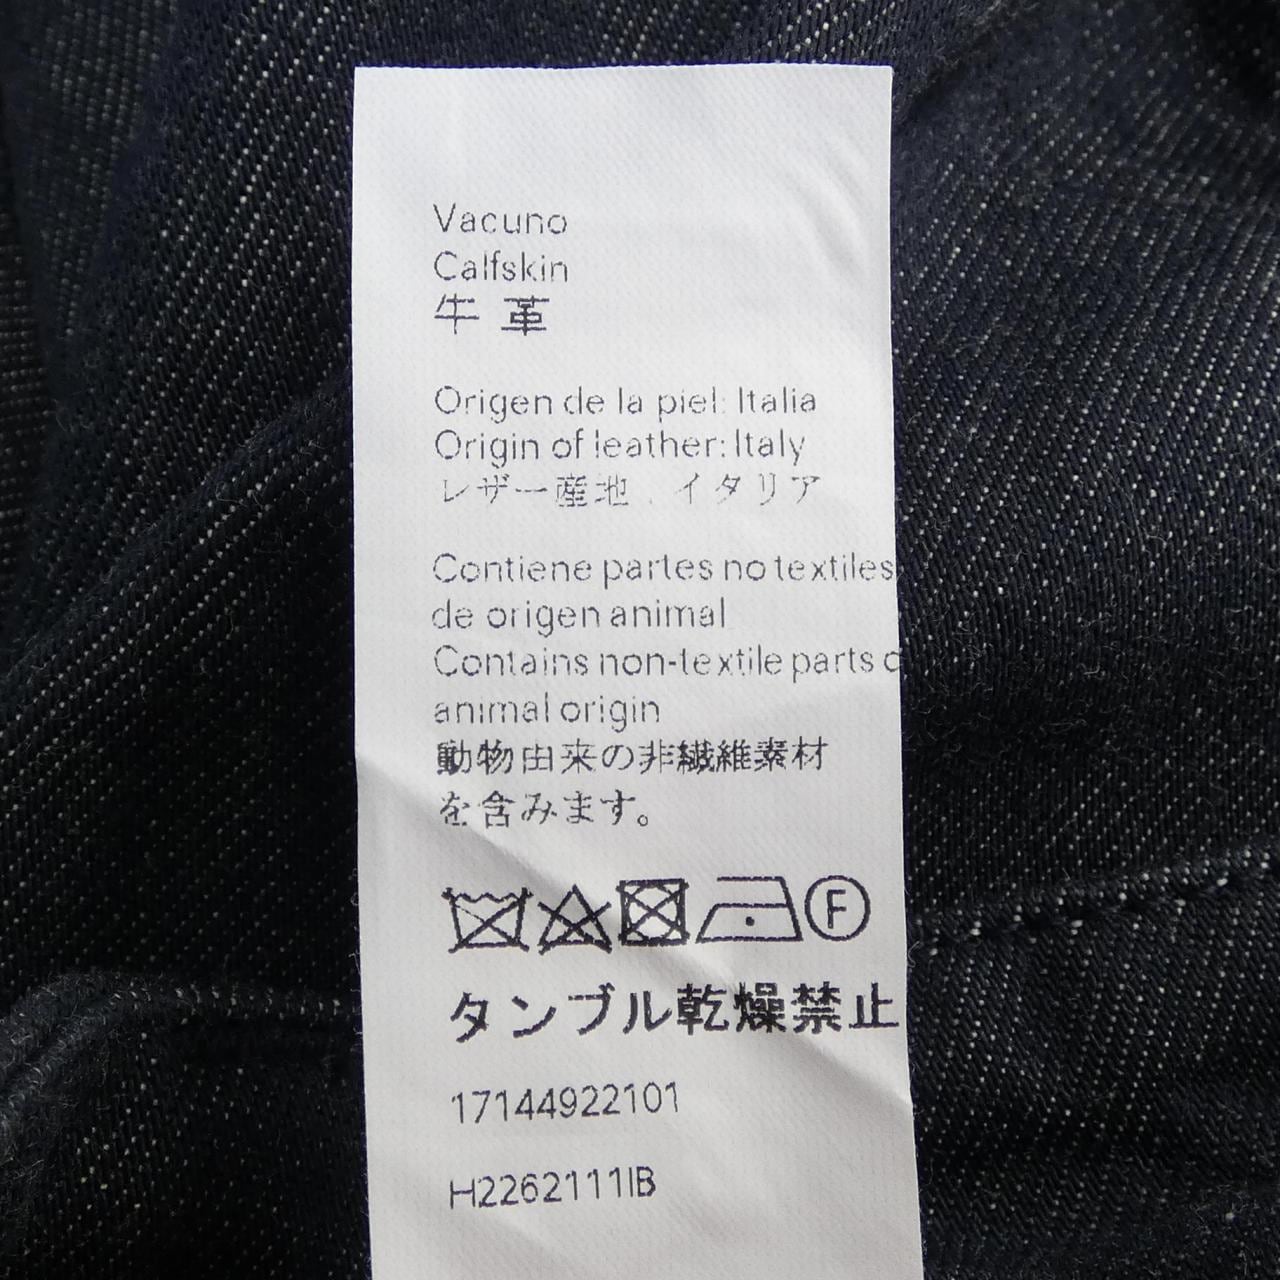 Vacuno
Calfskin
牛革
Origen de la piel: Italia
Origin of leather: Italy
レザー産地：イタリア
Contiene partes no textiles
de origen animal
Contains non-textile parts
animal origin
動物由来の非繊維素材
を含みます。
F
タンブル乾燥禁止
17144922101
H2262111IB